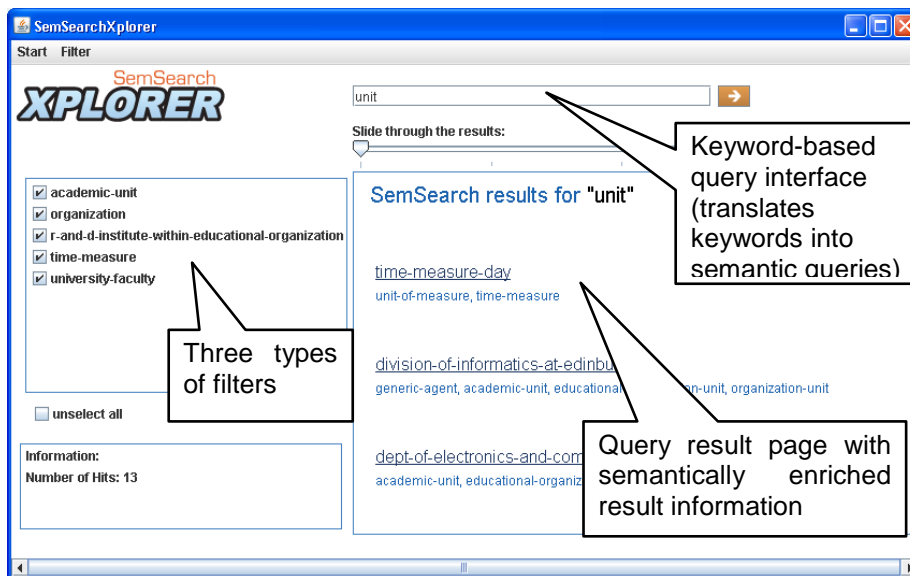 SemSearchXplorer
Start Filter
SemSearch
XPLORER
unit
Slide through the results:
Keyword-based
query interface
(translates
keywords into
semantic queries)
academic-unit
organization
r-and-d-institute-within-educational-organization
time-measure
university-faculty
unselect all
Information:
Number of Hits: 13
Three types
of filters
SemSearch results for "unit"
time-measure-day
unit-of-measure, time-measure
division-of-informatics-at-edinbu
generic-agent, academic-unit, educational an-unit, organization-unit
dept-of-electronics-and-com
academic-unit, educational-organiz
Query result page with
semantically enriched
result information